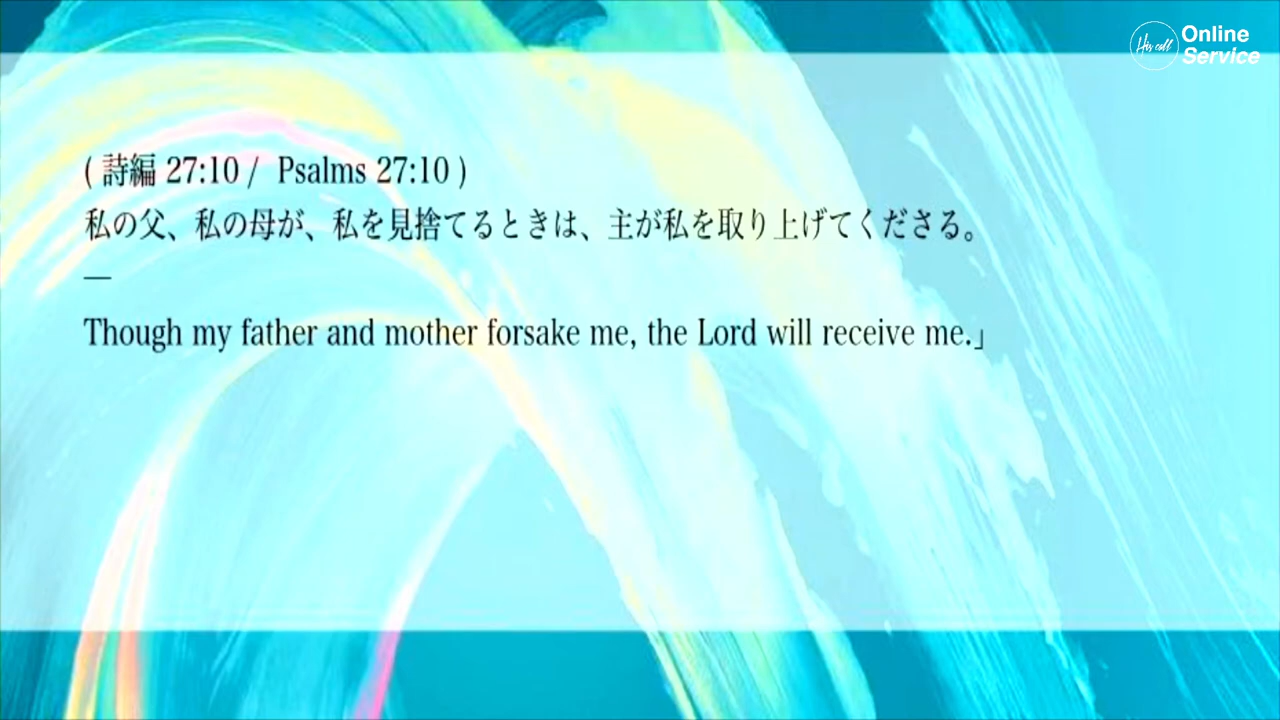 His call
Online
Service
( 詩編 27:10 / Psalms 27:10 )
私の父、私の母が、私を見捨てるときは、主が私を取り上げてくださる。
—
Though my father and mother forsake me, the Lord will receive me.」